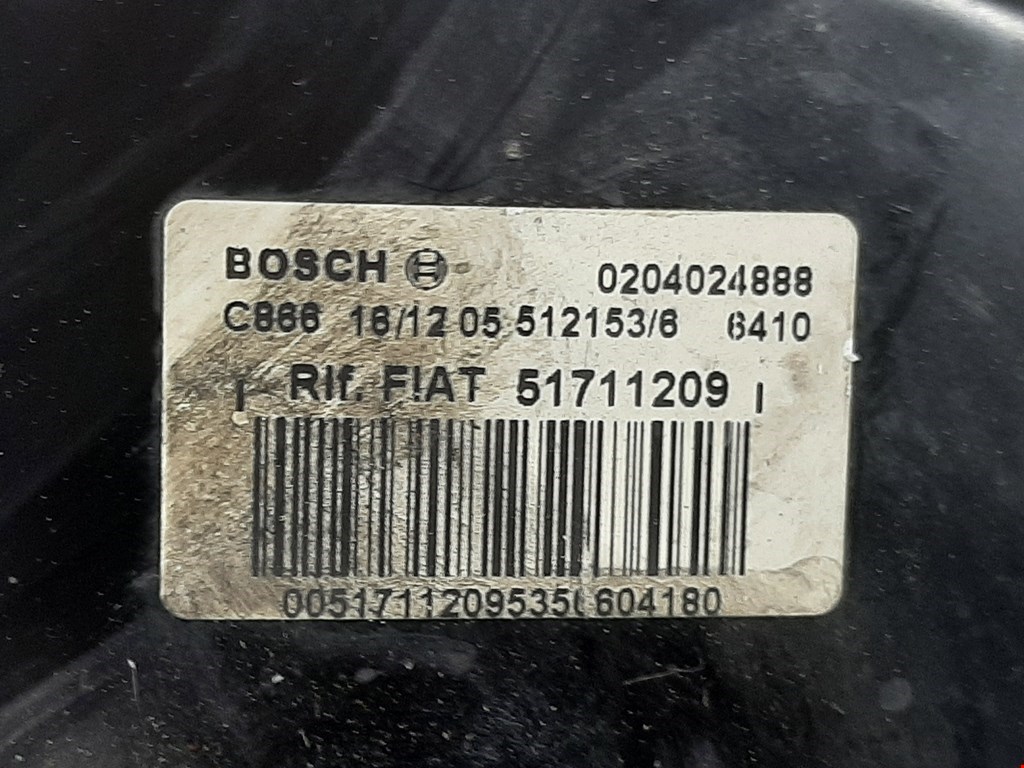 BOSCH 0204024888
C866 16/12 05 512153/6 6410
Rif. FIAT 51711209